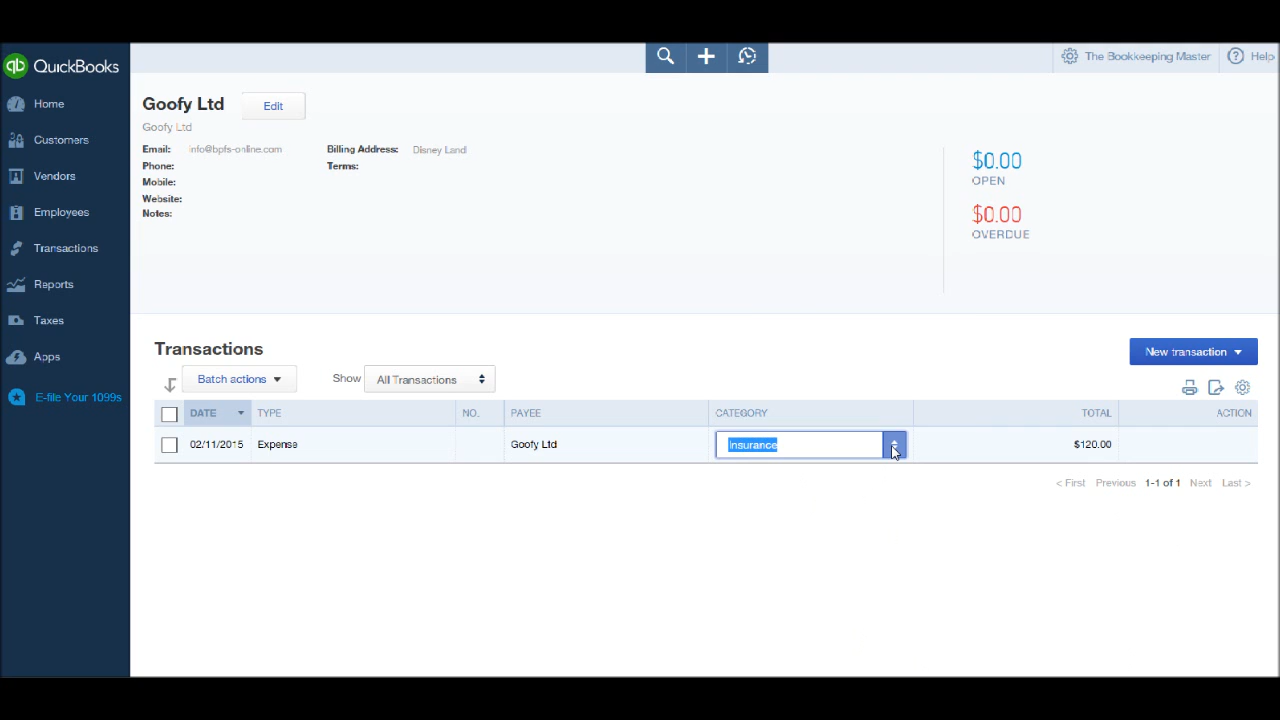 qb QuickBooks
The Bookkeeping Master
? Help
Home
Customers
Vendors
Employees
Transactions
Reports
Taxes
Apps
E-file Your 1099s
Goofy Ltd
Edit
Goofy Ltd
Email: info@bpfs-online.com
Billing Address: Disney Land
Phone:
Terms:
Mobile:
Website:
Notes:
$0.00
OPEN
$0.00
OVERDUE
Transactions
New transaction
Batch actions
Show All Transactions
DATE TYPE NO. PAYEE CATEGORY TOTAL ACTION
02/11/2015 Expense Goofy Ltd Insurance $120.00
< First Previous 1-1 of 1 Next Last >